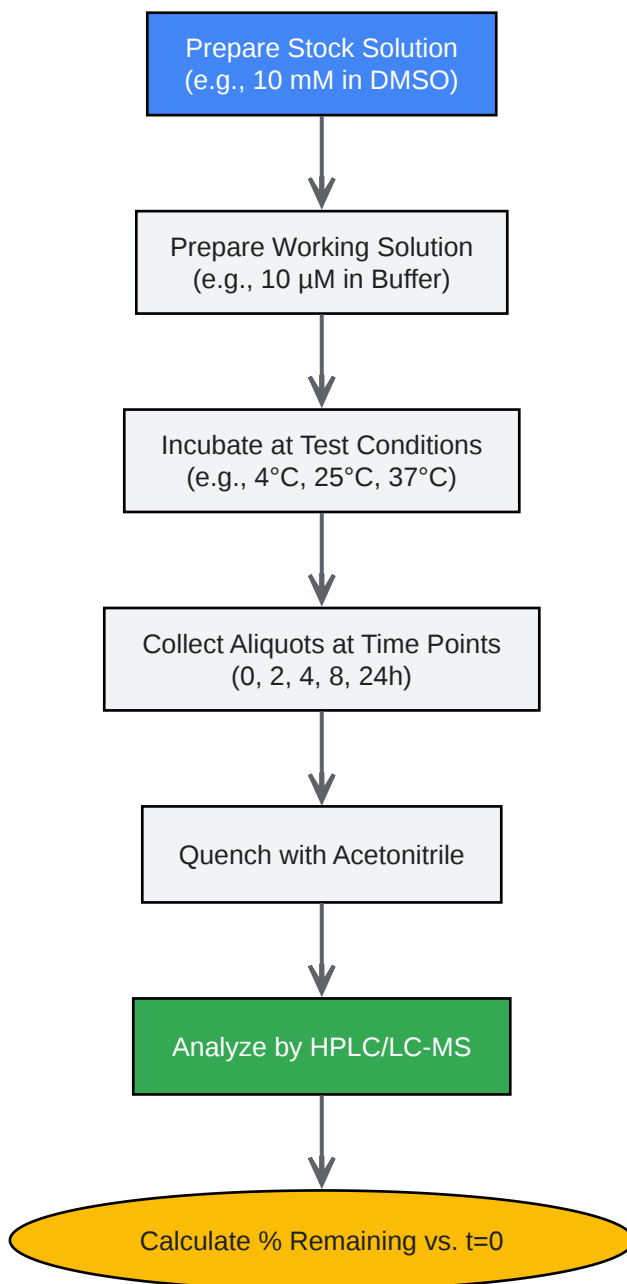 Prepare Stock Solution
(e.g., 10 mM in DMSO)
Prepare Working Solution
(e.g., 10 µM in Buffer)
Incubate at Test Conditions
(e.g., 4°C, 25°C, 37°C)
Collect Aliquots at Time Points
(0, 2, 4, 8, 24h)
Quench with Acetonitrile
Analyze by HPLC/LC-MS
Calculate % Remaining vs. t=0